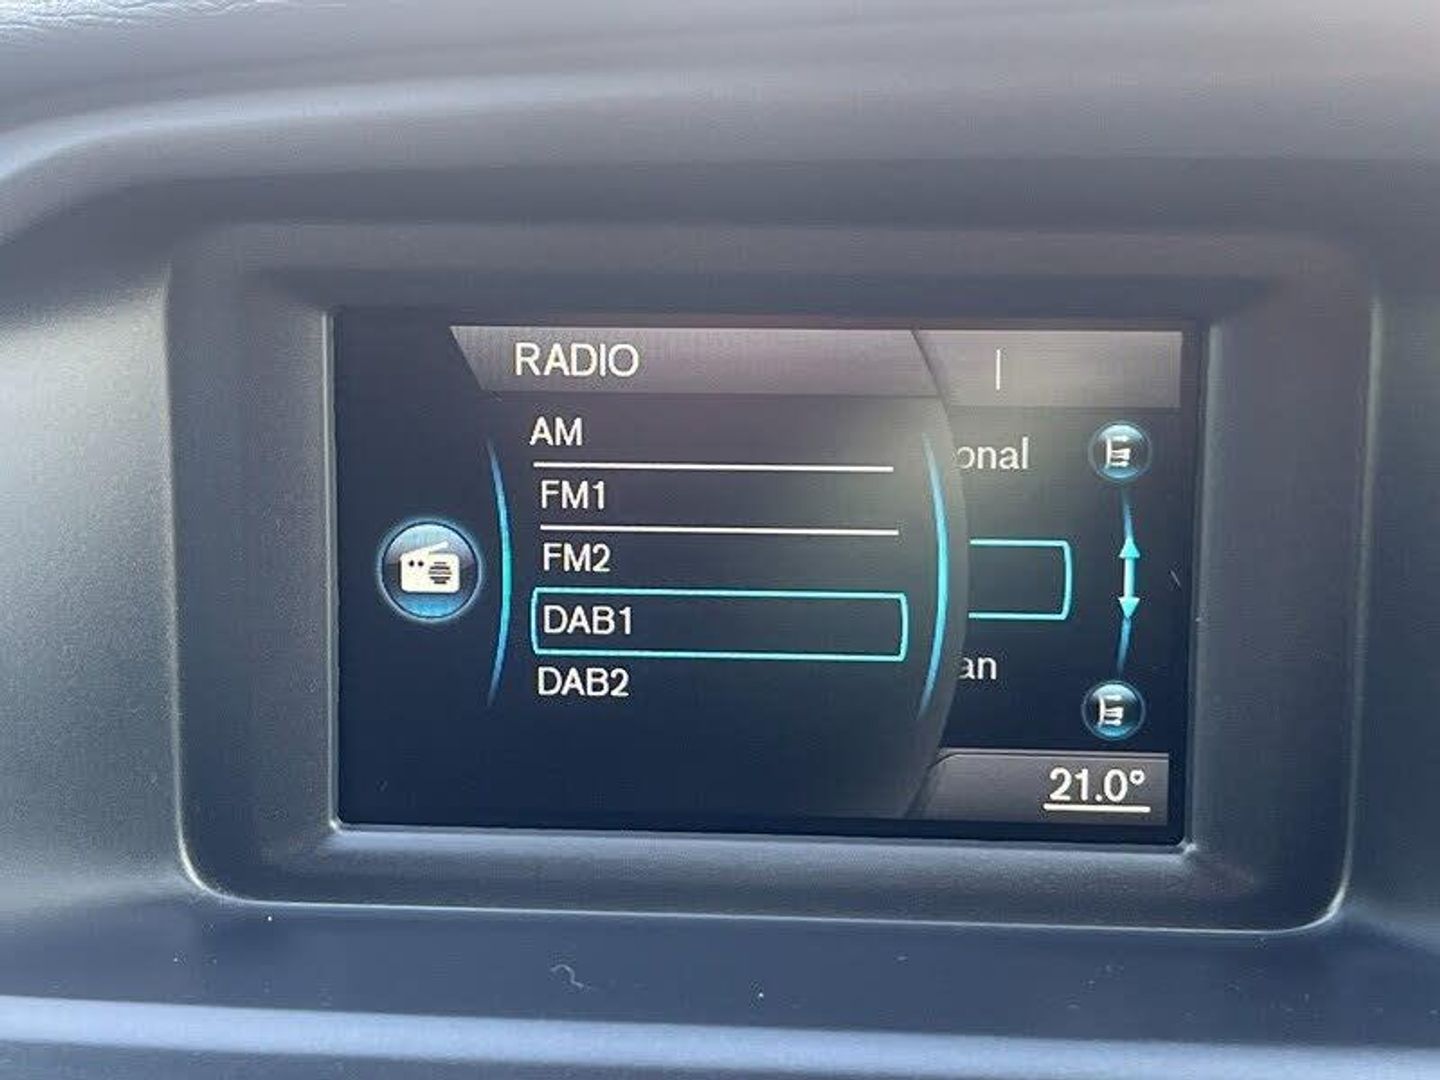 RADIO
AM
FM1
FM2
DAB1
DAB2
onal
an
21.0°